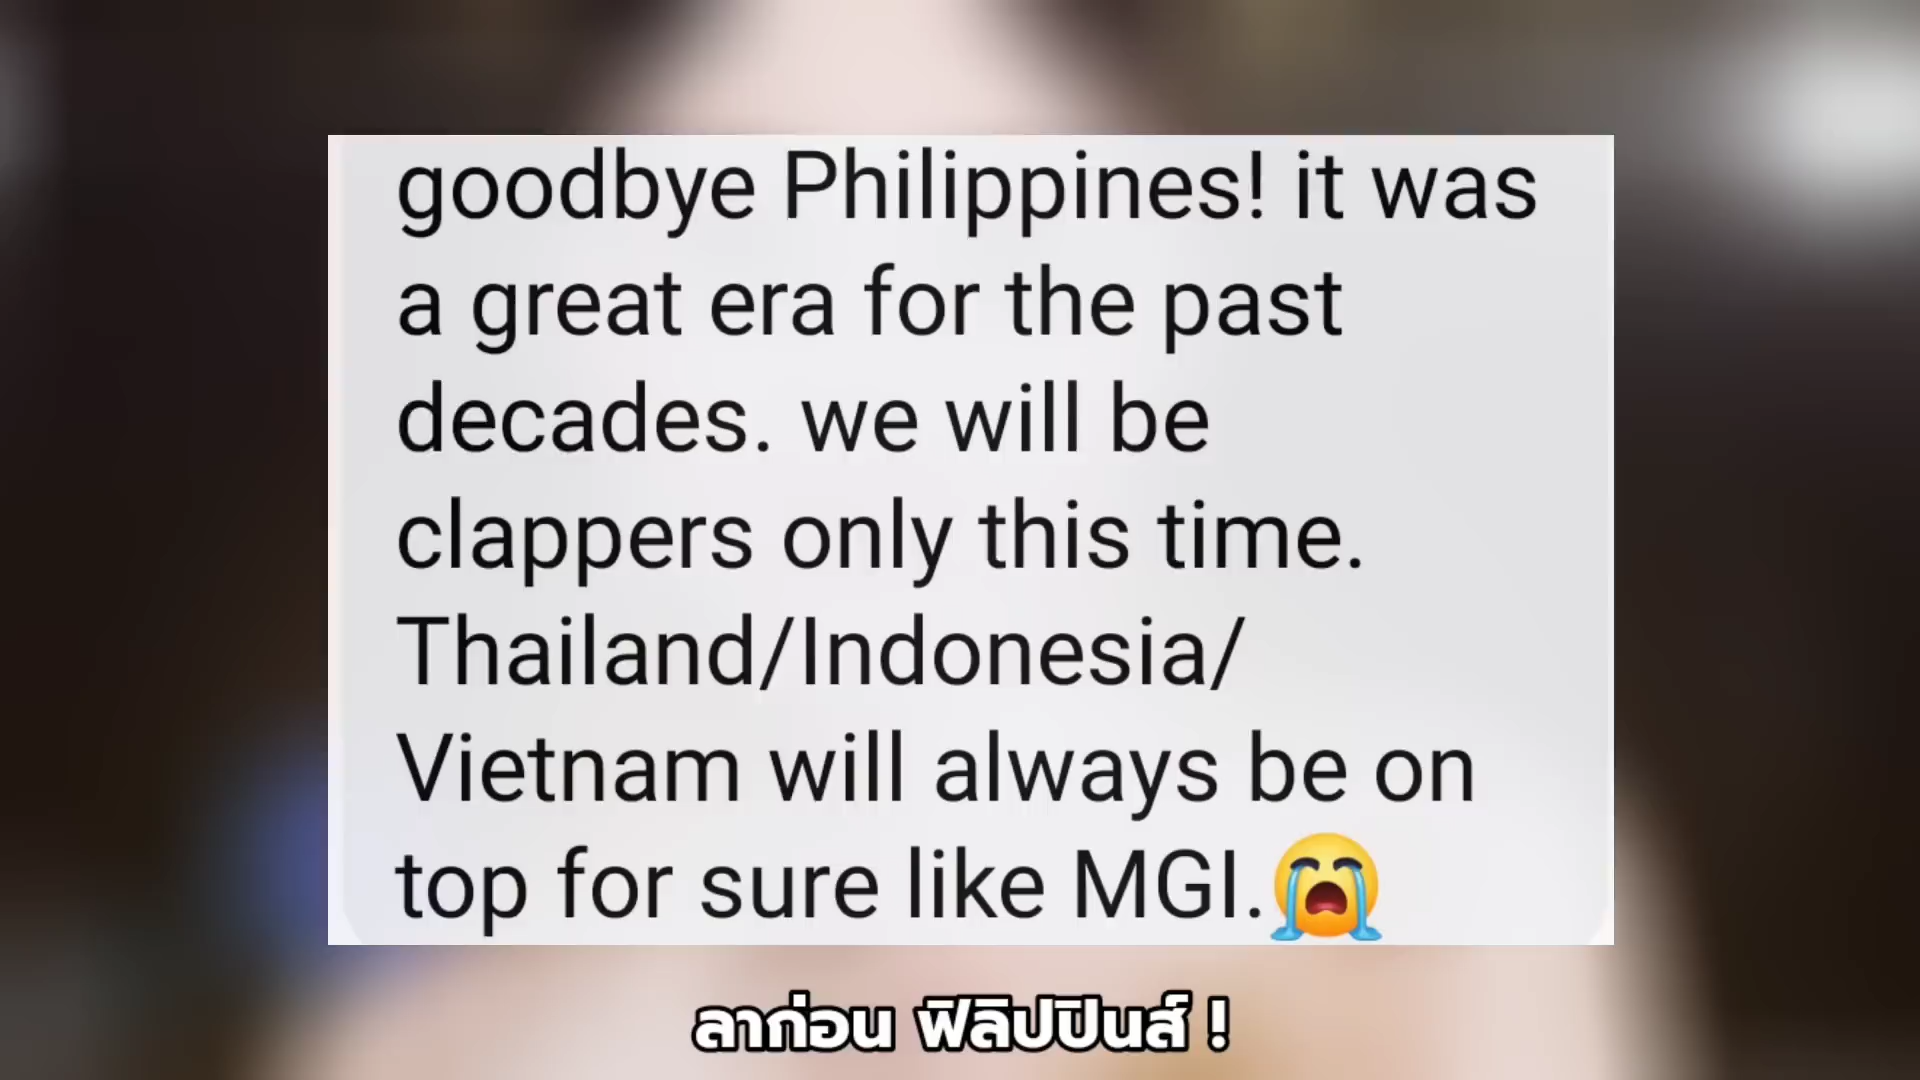 goodbye Philippines! it was
a great era for the past
decades. we will be
clappers only this time.
Thailand/Indonesia/
Vietnam will always be on
top for sure like MGI.😭
ลาก่อน ฟิลิปปินส์ !